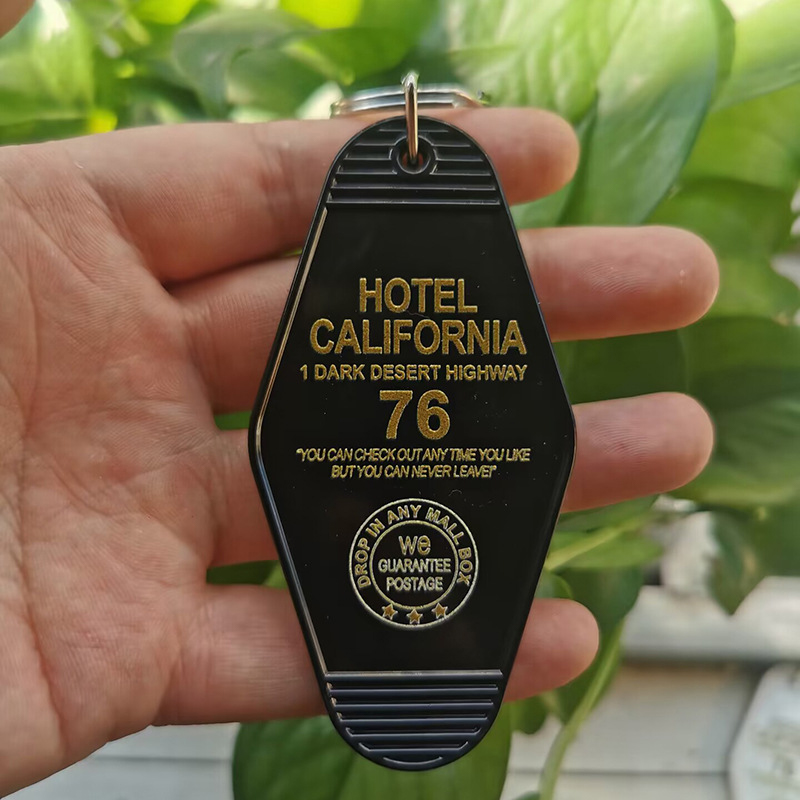 HOTEL
CALIFORNIA
1 DARK DESERT HIGHWAY
76
"YOU CAN CHECK OUT ANY TIME YOU LIKE
BUT YOU CAN NEVER LEAVE!"
DROP IN ANY MALL BOX
We
GUARANTEE
POSTAGE